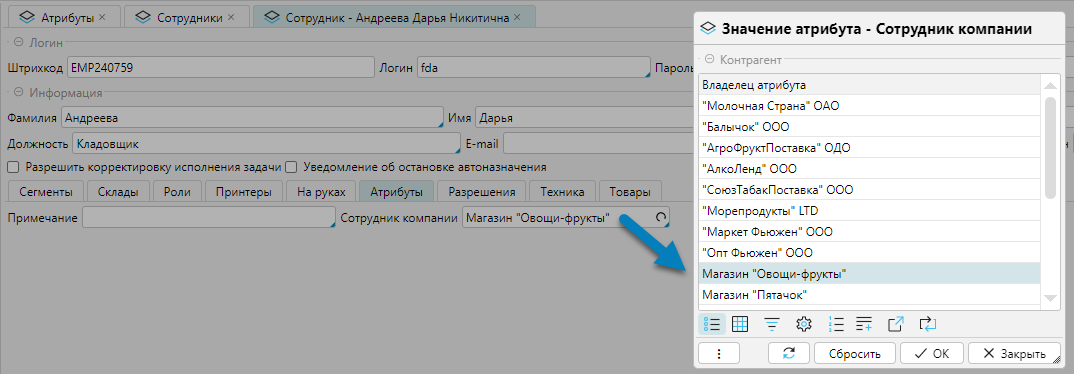 Атрибуты × Сотрудники × Сотрудник - Андреева Дарья Никитична ×
Логин
Штрихкод EMP240759 Логин fda Пароль
Информация
Фамилия Андреева Имя Дарья
Должность Кладовщик E-mail
Разрешить корректировку исполнения задачи Уведомление об остановке автоназначения
Сегменты Склады Роли Принтеры На руках Атрибуты Разрешения Техника Товары
Примечание Сотрудник компании Магазин "Овощи-фрукты"
Значение атрибута - Сотрудник компании
Контрагент
Владелец атрибута
"Молочная Страна" ОАО
"Балычок" ООО
"АгроФруктПоставка" ОДО
"АлкоЛенд" ООО
"СоюзТабакПоставка" ООО
"Морепродукты" LTD
"Маркет Фьюжен" ООО
"Опт Фьюжен" ООО
Магазин "Овощи-фрукты"
Магазин "Пятачок"
Сбросить OK Закрыть